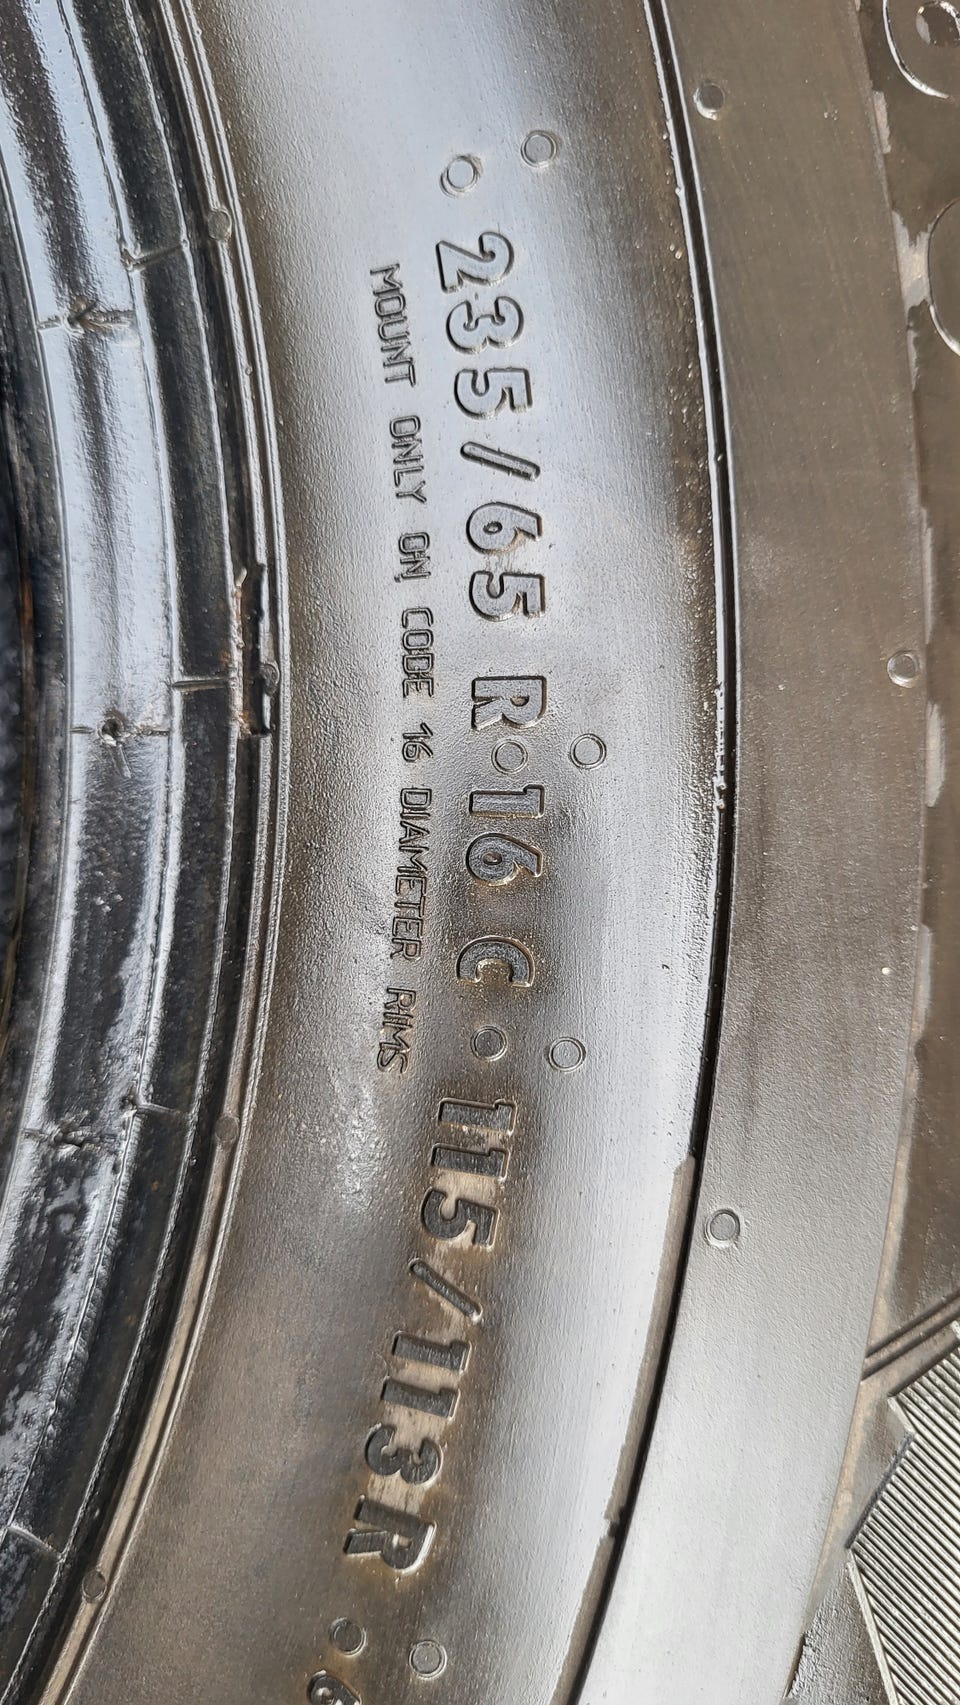 235/65 R 16 C 115/113R
MOUNT ONLY ON CODE 16 DIAMETER RIMS